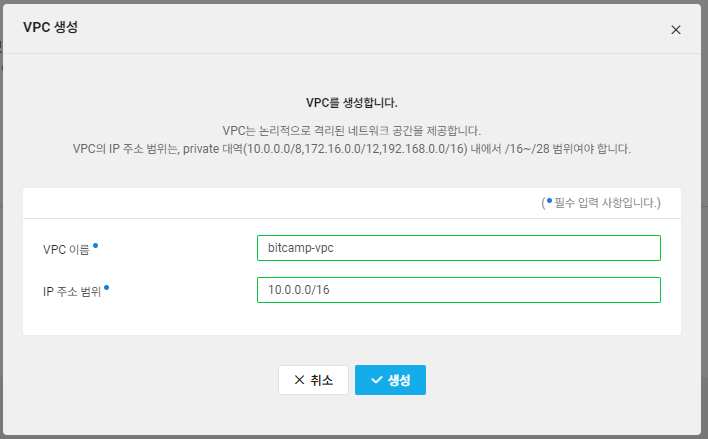 VPC 생성
VPC를 생성합니다.
VPC는 논리적으로 격리된 네트워크 공간을 제공합니다.
VPC의 IP 주소 범위는, private 대역(10.0.0.0/8,172.16.0.0/12,192.168.0.0/16) 내에서 /16~/28 범위여야 합니다.
(• 필수 입력 사항입니다.)
VPC 이름 • bitcamp-vpc
IP 주소 범위 • 10.0.0.0/16
취소 생성